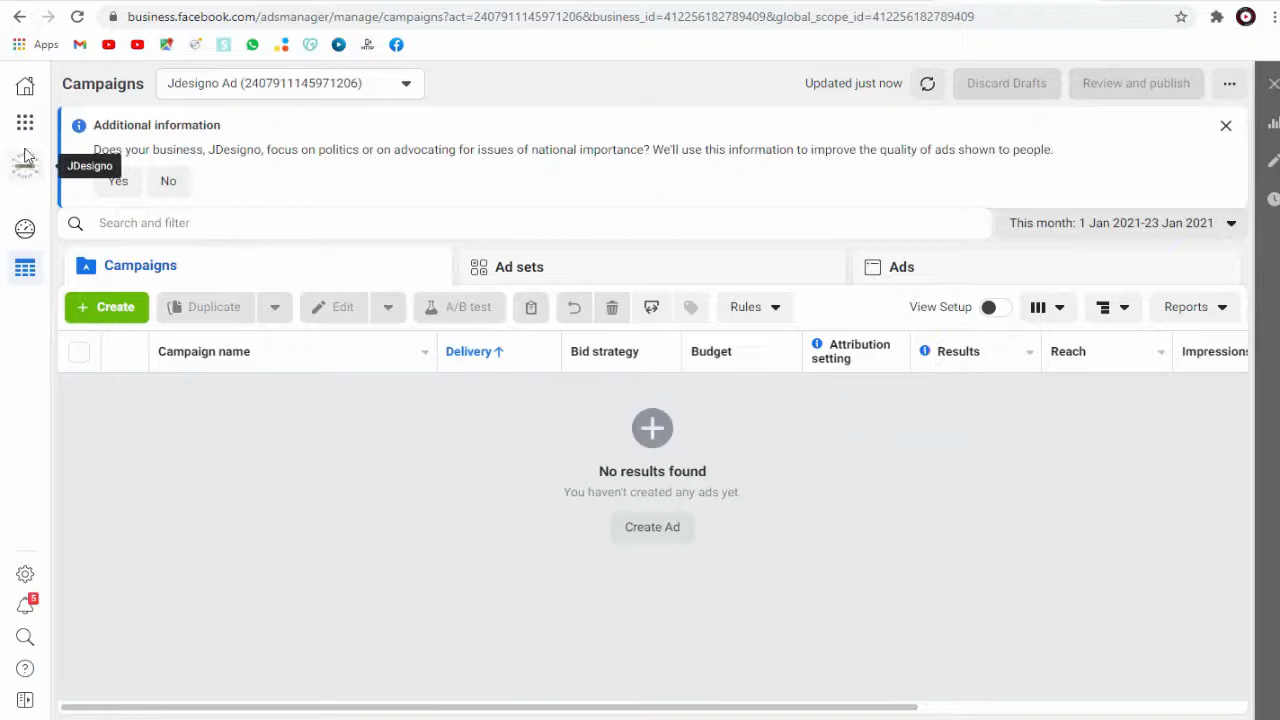 business.facebook.com/adsmanager/manage/campaigns?act=2407911145971206&business_id=412256182789409&global_scope_id=412256182789409
Apps
Campaigns
Jdesigno Ad (2407911145971206)
Updated just now
Discard Drafts
Review and publish
Additional information
Does your business, JDesigno, focus on politics or on advocating for issues of national importance? We'll use this information to improve the quality of ads shown to people.
JDesigno
Yes
No
Search and filter
This month: 1 Jan 2021-23 Jan 2021
Campaigns
Ad sets
Ads
+ Create
Duplicate
Edit
A/B test
Rules
View Setup
Reports
Campaign name
Delivery ↑
Bid strategy
Budget
Attribution
setting
Results
Reach
Impressions
No results found
You haven't created any ads yet.
Create Ad
5